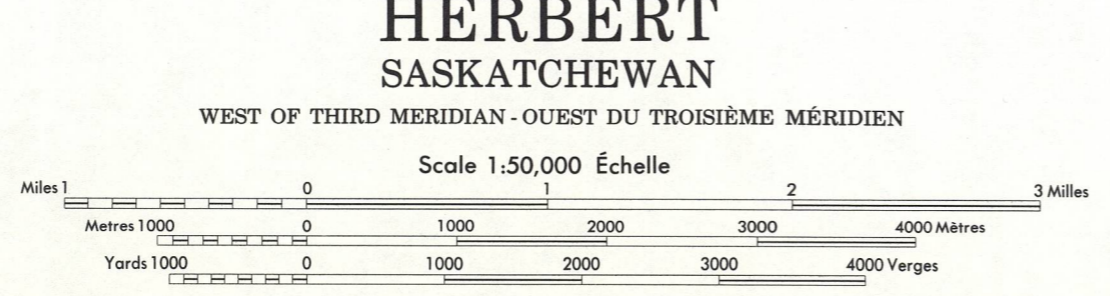 HERBERT
SASKATCHEWAN
WEST OF THIRD MERIDIAN - OUEST DU TROISIÈME MÉRIDIEN
Scale 1:50,000 Échelle
Miles 1 0 1 2 3 Milles
Metres 1000 0 1000 2000 3000 4000 Mètres
Yards 1000 0 1000 2000 3000 4000 Verges